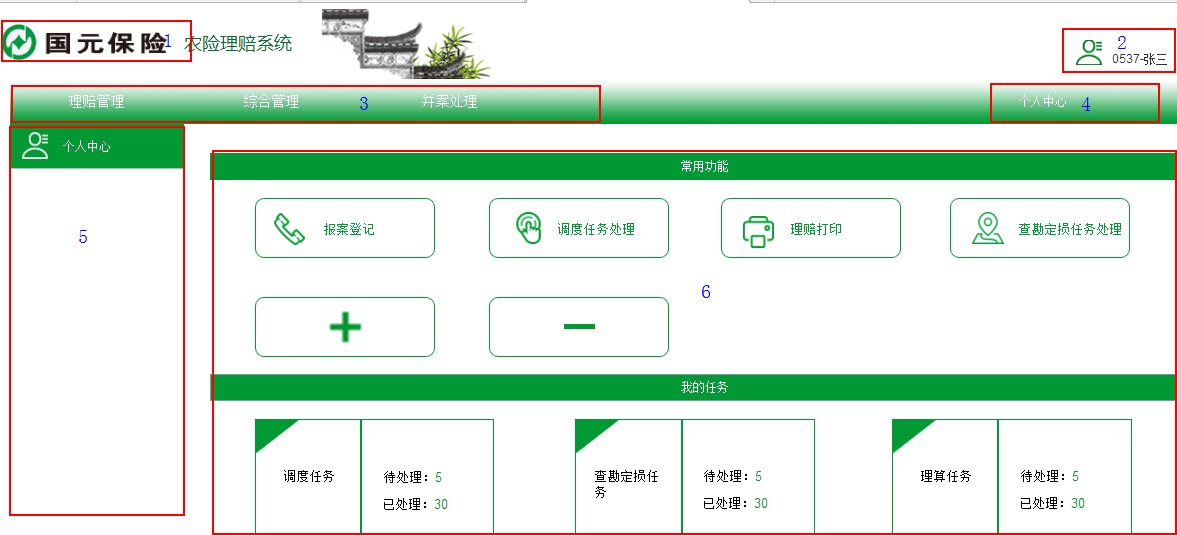 国元保险 1 农险理赔系统
2
0537-张三
理赔管理 综合管理 3 并案处理 个人中心 4
个人中心
5
常用功能
报案登记 调度任务处理 理赔打印 查勘定损任务处理
6
我的任务
调度任务
待处理：5
已处理：30
查勘定损任
务
待处理：5
已处理：30
理算任务
待处理：5
已处理：30